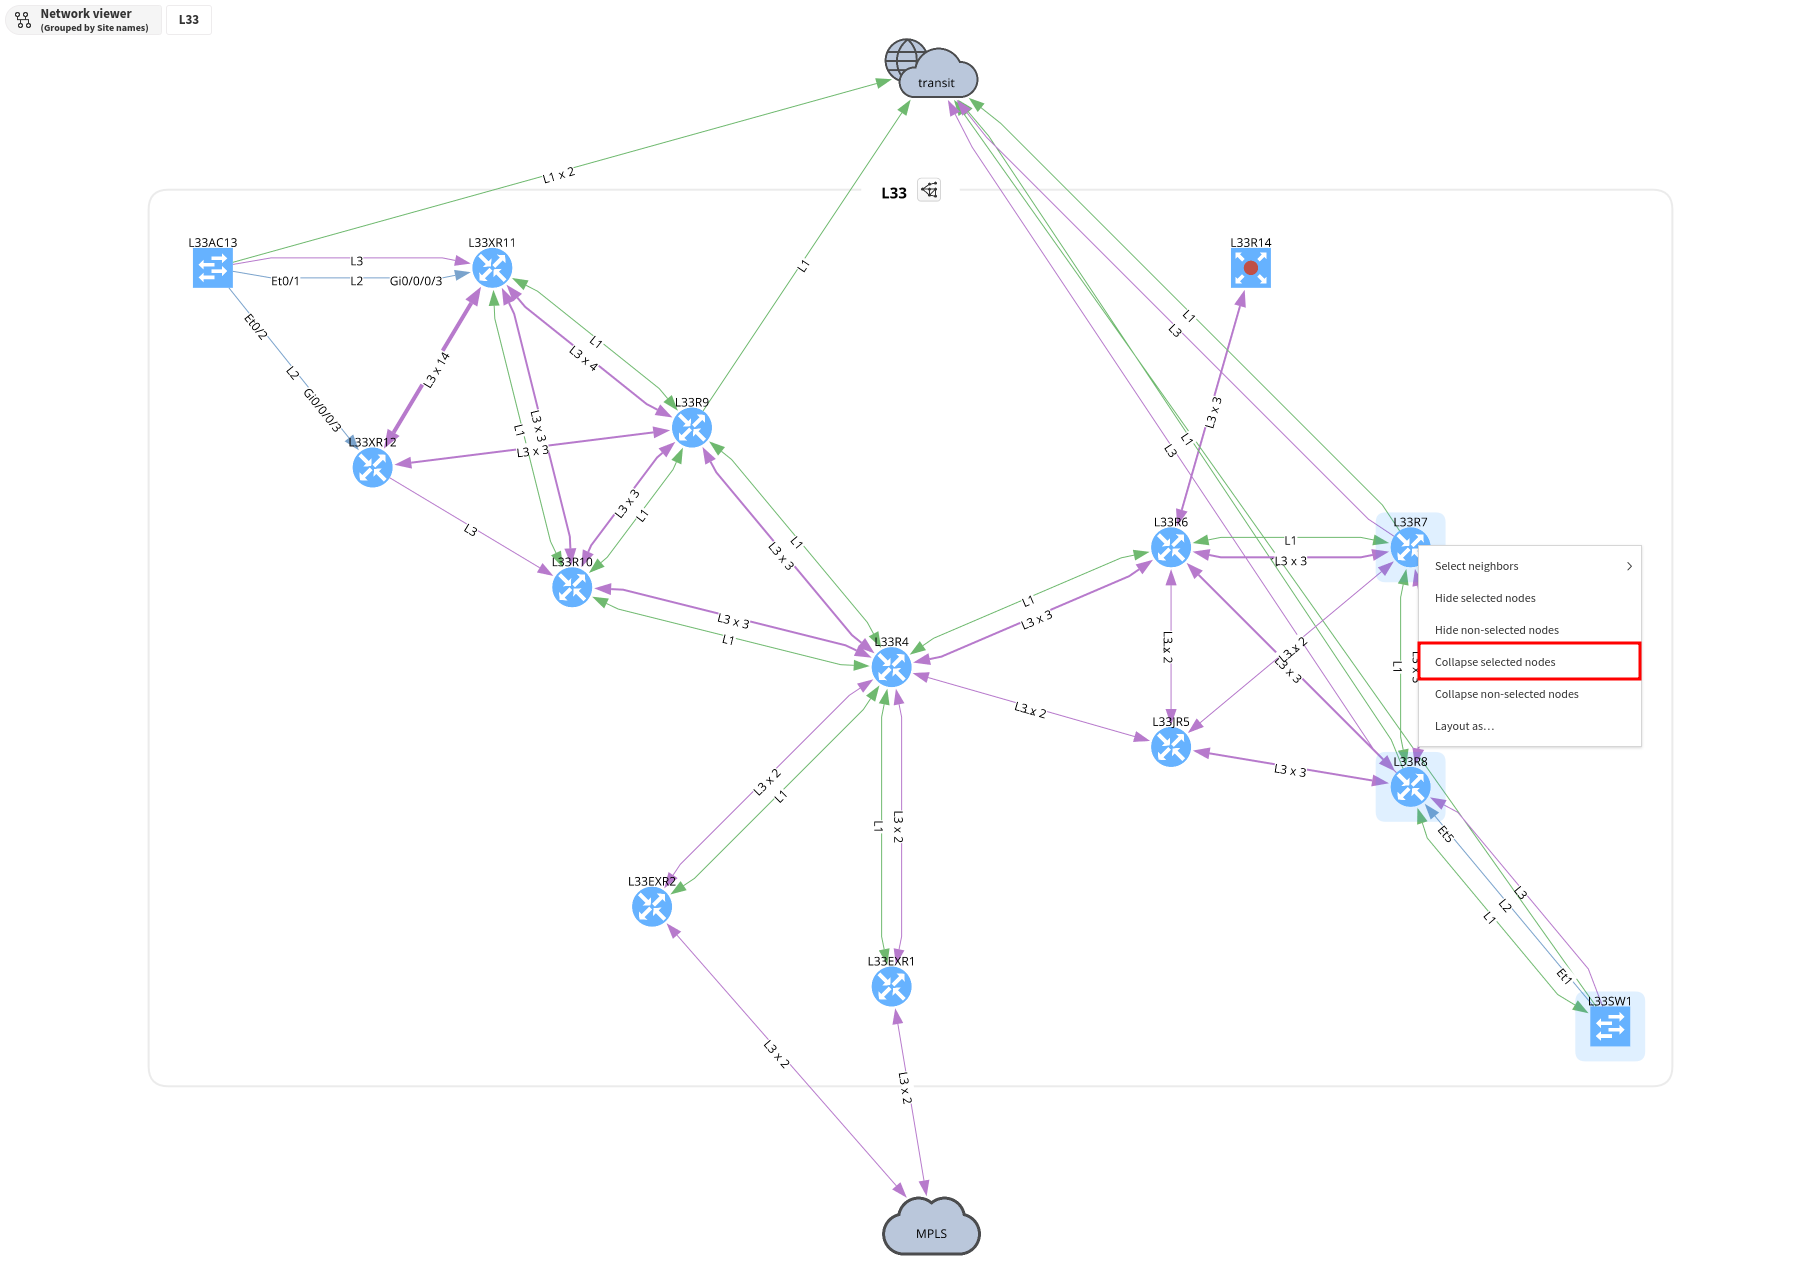 Network viewer
(Grouped by Site names)
L33
transit
L1 x 2
L33
L33AC13
L33XR11
L33R14
L3
Et0/1
L2
Gi0/0/0/3
L1
L1
L3
Et0/2
L2
Gi0/0/0/3
L3 x 14
L1
L3 x 4
L33R9
L3 x 3
L1
L3 x 3
L1
L3
L33XR12
L3 x 3
L3
L3 x 3
L1
L1
L3 x 3
L33R6
L1
L3 x 3
L33R7
L33R10
L3 x 3
L1
L33R4
L1
L3 x 3
L3 x 2
L3 x 2
L3 x 3
L1
Select neighbors
Hide selected nodes
Hide non-selected nodes
Collapse selected nodes
Collapse non-selected nodes
Layout as...
L3 x 2
L33JR5
L3 x 3
L33R8
L3 x 2
L1
L1
L3 x 2
Et5
L3
L2
L1
Et1
L33EXR2
L33EXR1
L33SW1
L3 x 2
L3 x 2
MPLS